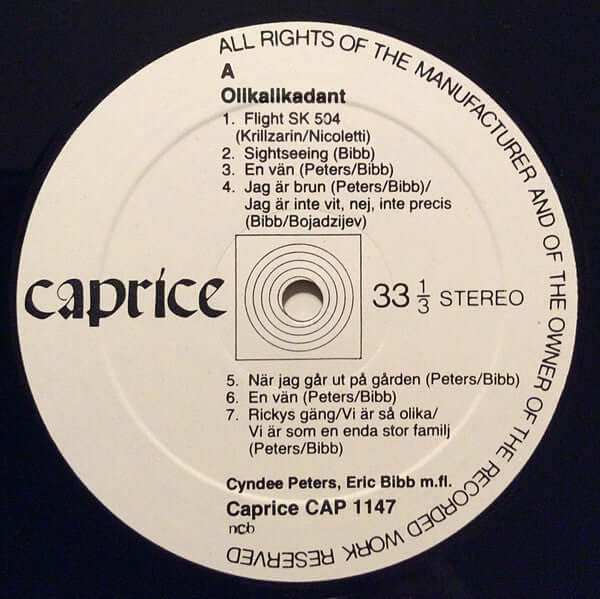 ALL RIGHTS OF THE MANUFACTURER AND OF THE OWNER OF THE RECORDED WORK RESERVED
A
Olikalikadant
1. Flight SK 504
(Krillzarin/Nicoletti)
2. Sightseeing (Bibb)
3. En vän (Peters/Bibb)
4. Jag är brun (Peters/Bibb)/
Jag är inte vit, nej, inte precis
(Bibb/Bojadzijev)
caprice
33 1/3 STEREO
5. När jag går ut på gården (Peters/Bibb)
6. En vän (Peters/Bibb)
7. Rickys gäng/Vi är så olika/
Vi är som en enda stor familj
(Peters/Bibb)
Cyndee Peters, Eric Bibb m.fl.
Caprice CAP 1147
ncb